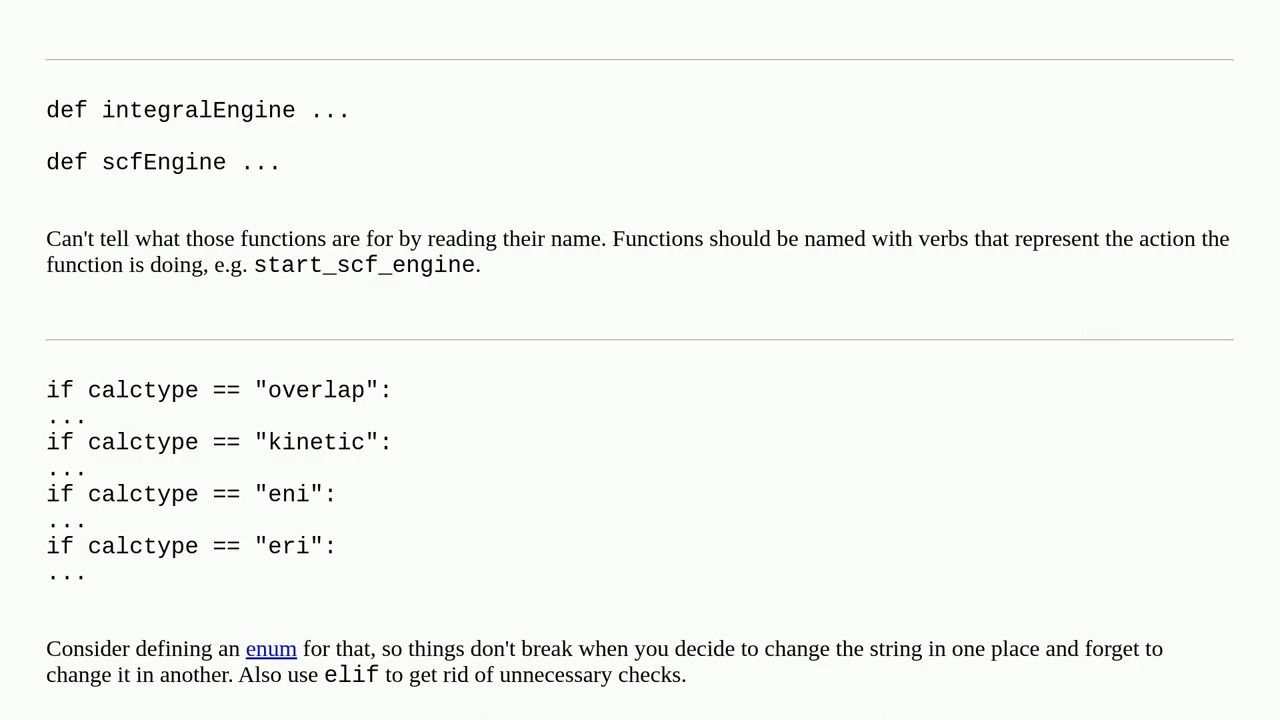 def integralEngine ...
def scfEngine ...
Can't tell what those functions are for by reading their name. Functions should be named with verbs that represent the action the
function is doing, e.g. start_scf_engine.
if calctype == "overlap":
...
if calctype == "kinetic":
...
if calctype == "eni":
...
if calctype == "eri":
...
Consider defining an enum for that, so things don't break when you decide to change the string in one place and forget to
change it in another. Also use elif to get rid of unnecessary checks.